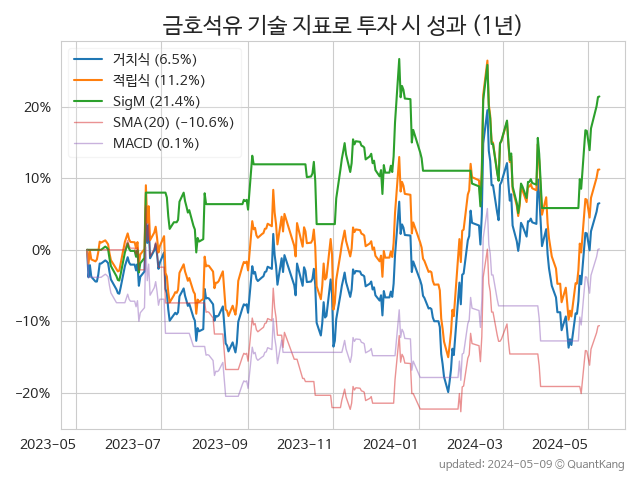 금호석유 기술 지표로 투자 시 성과 (1년)
거치식 (6.5%)
적립식 (11.2%)
SigM (21.4%)
SMA(20) (−10.6%)
MACD (0.1%)
20%
10%
0%
−10%
−20%
2023-05 2023-07 2023-09 2023-11 2024-01 2024-03 2024-05
updated: 2024-05-09 © QuantKang